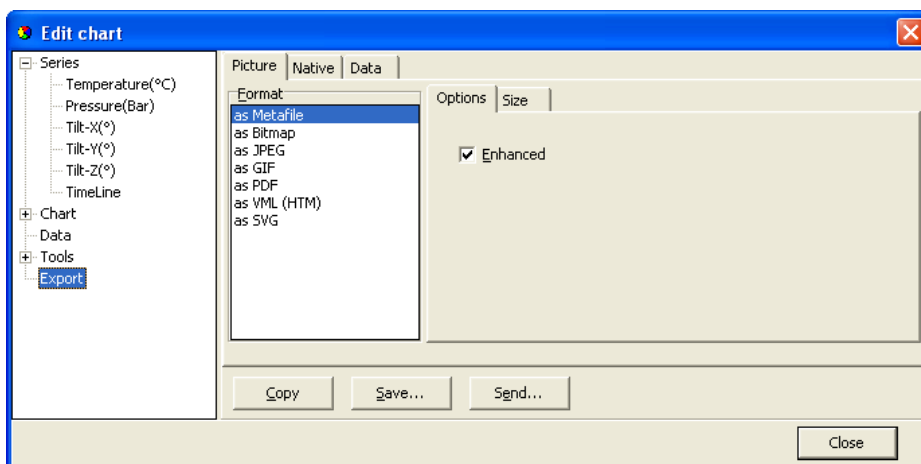 Edit chart
Series
Temperature(°C)
Pressure(Bar)
Tilt-X(°)
Tilt-Y(°)
Tilt-Z(°)
TimeLine
Chart
Data
Tools
Export
Picture Native Data
Format
as Metafile
as Bitmap
as JPEG
as GIF
as PDF
as VML (HTM)
as SVG
Options Size
Enhanced
Copy Save... Send...
Close